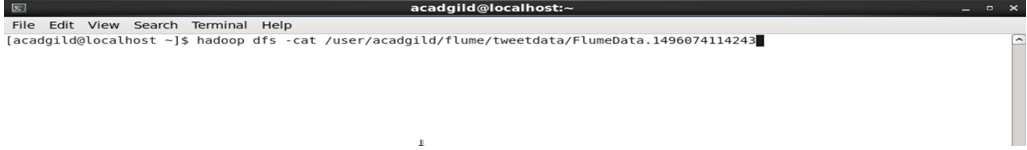 acadgild@localhost:~
File Edit View Search Terminal Help
[acadgild@localhost ~]$ hadoop dfs -cat /user/acadgild/flume/tweetdata/FlumeData.1496074114243